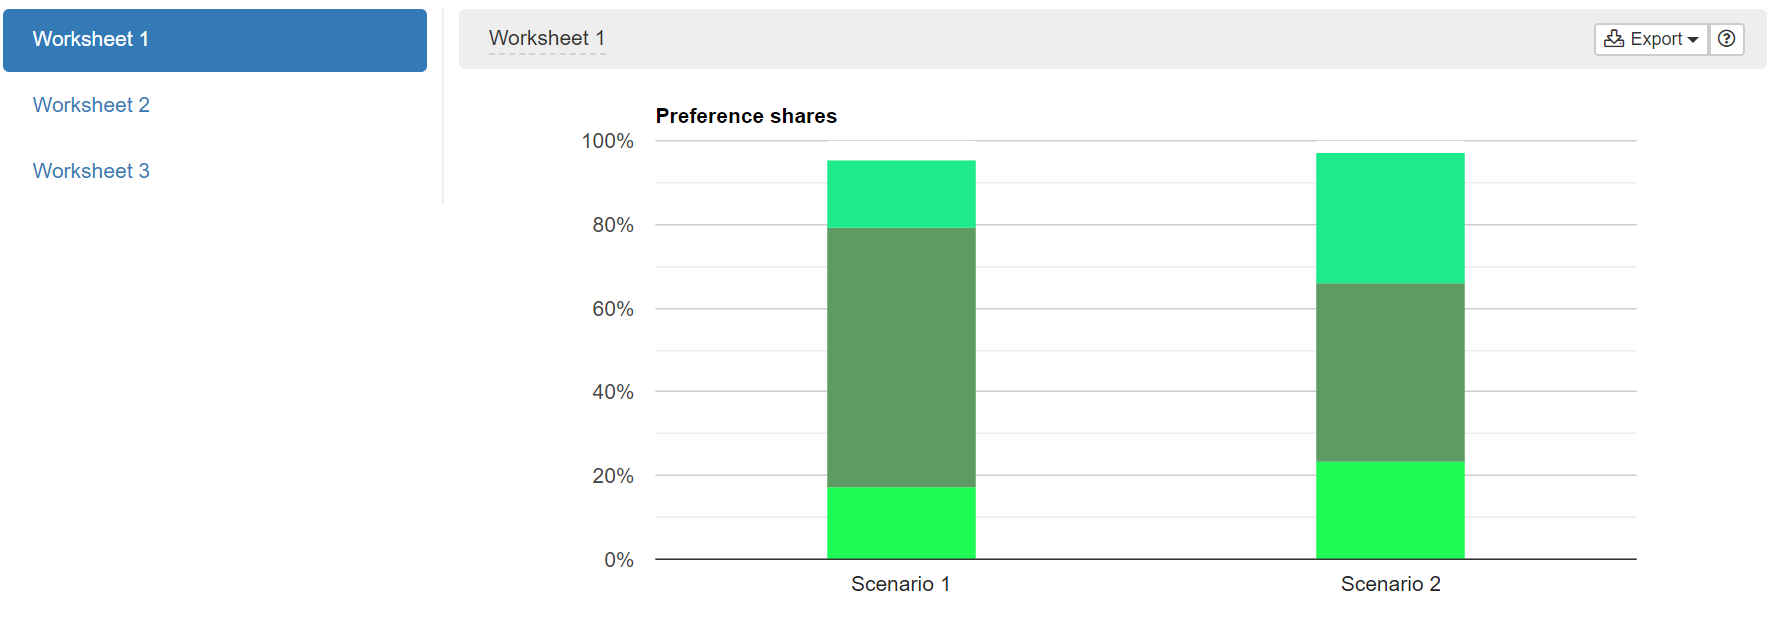 Worksheet 1
Worksheet 2
Worksheet 3
Worksheet 1
Export
Preference shares
100%
80%
60%
40%
20%
0%
Scenario 1
Scenario 2